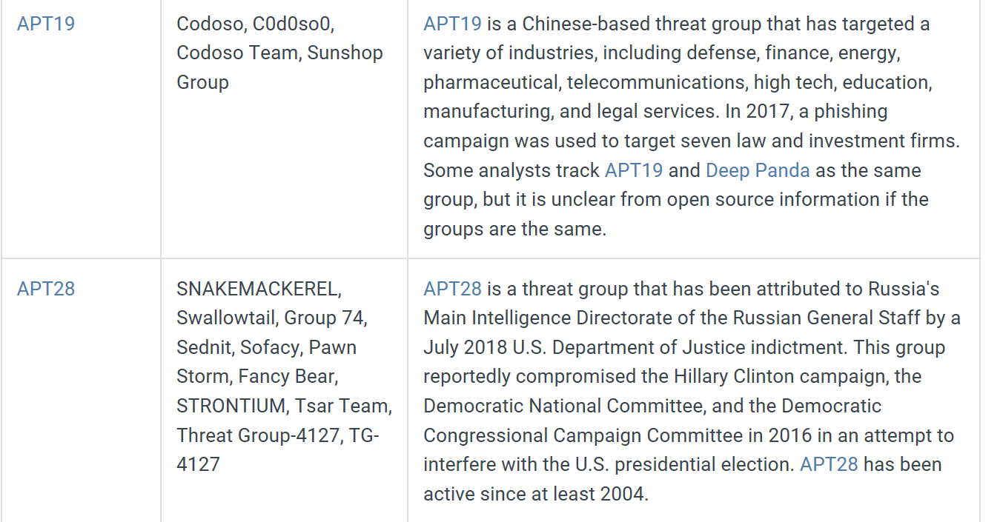 APT19
Codoso, C0d0so0,
Codoso Team, Sunshop
Group
APT19 is a Chinese-based threat group that has targeted a
variety of industries, including defense, finance, energy,
pharmaceutical, telecommunications, high tech, education,
manufacturing, and legal services. In 2017, a phishing
campaign was used to target seven law and investment firms.
Some analysts track APT19 and Deep Panda as the same
group, but it is unclear from open source information if the
groups are the same.
APT28
SNAKEMACKEREL,
Swallowtail, Group 74,
Sednit, Sofacy, Pawn
Storm, Fancy Bear,
STRONTIUM, Tsar Team,
Threat Group-4127, TG-
4127
APT28 is a threat group that has been attributed to Russia's
Main Intelligence Directorate of the Russian General Staff by a
July 2018 U.S. Department of Justice indictment. This group
reportedly compromised the Hillary Clinton campaign, the
Democratic National Committee, and the Democratic
Congressional Campaign Committee in 2016 in an attempt to
interfere with the U.S. presidential election. APT28 has been
active since at least 2004.